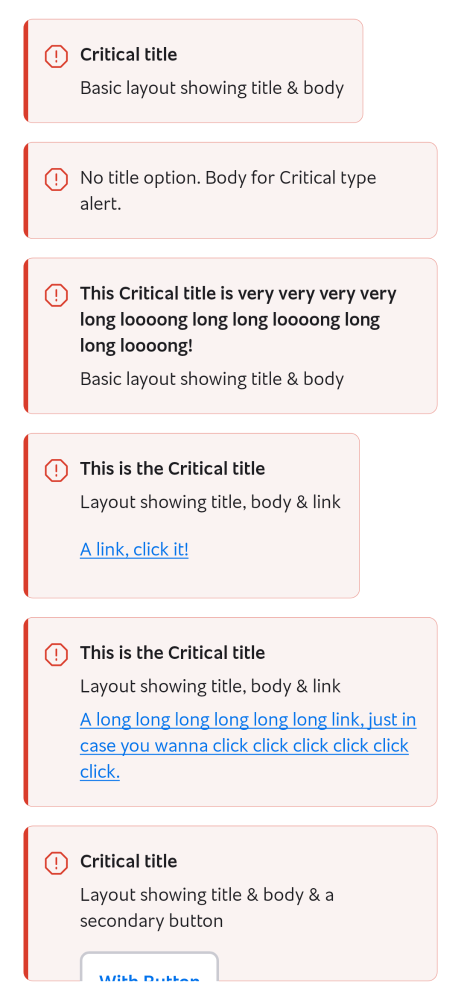 Critical title
Basic layout showing title & body
No title option. Body for Critical type
alert.
This Critical title is very very very very
long loooong long long loooong long
long loooong!
Basic layout showing title & body
This is the Critical title
Layout showing title, body & link
A link, click it!
This is the Critical title
Layout showing title, body & link
A long long long long long long link, just in
case you wanna click click click click click
click.
Critical title
Layout showing title & body & a
secondary button
With Button